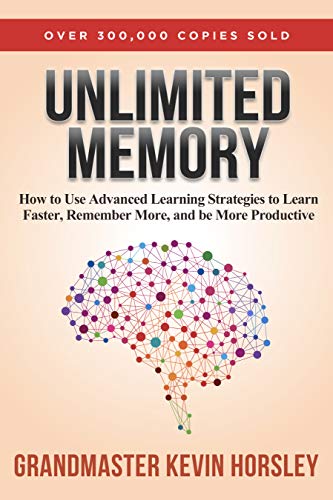 OVER 300,000 COPIES SOLD
UNLIMITED
MEMORY
How to Use Advanced Learning Strategies to Learn
Faster, Remember More, and be More Productive
GRANDMASTER KEVIN HORSLEY